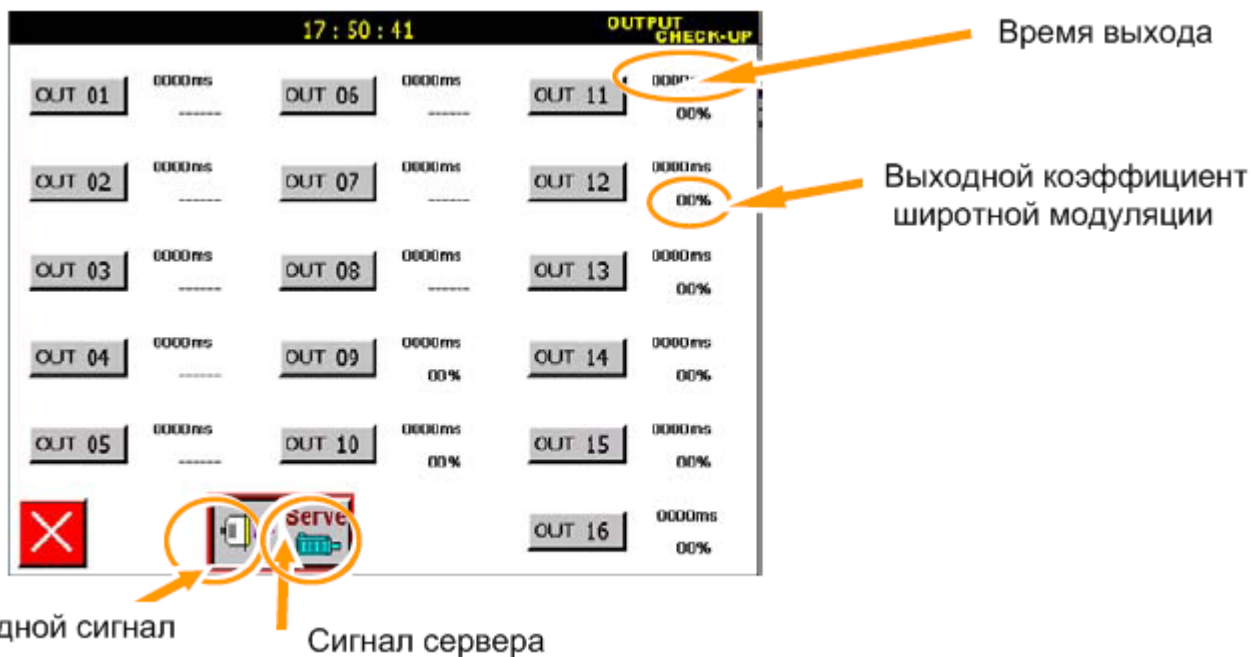 17 : 50 : 41
OUTPUT
CHECK-UP
Время выхода
OUT 01 0000ms ------ OUT 06 0000ms ------ OUT 11 00%
OUT 02 0000ms ------ OUT 07 0000ms ------ OUT 12 0000ms 00%
Выходной коэффициент
широтной модуляции
OUT 03 0000ms ------ OUT 08 0000ms ------ OUT 13 0000ms 00%
OUT 04 0000ms ------ OUT 09 0000ms 00% OUT 14 0000ms 00%
OUT 05 0000ms ------ OUT 10 0000ms 00% OUT 15 0000ms 00%
Serve
OUT 16 0000ms 00%
дной сигнал
Сигнал сервера